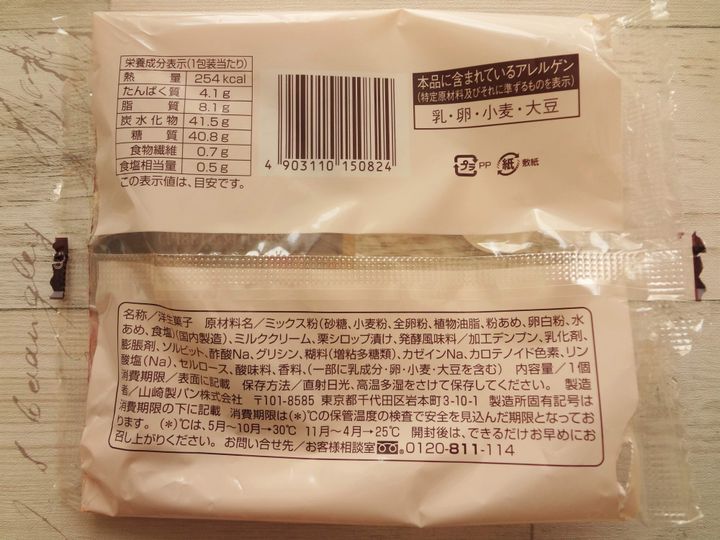 栄養成分表示(1包装当たり)
熱量 254kcal
たんぱく質 4.1g
脂質 8.1g
炭水化物 41.5g
糖質 40.8g
食物繊維 0.7g
食塩相当量 0.5g
この表示値は、目安です。
4 903110 150824
本品に含まれているアレルゲン
(特定原材料及びそれに準ずるものを表示)
乳・卵・小麦・大豆
プラ PP 紙 敷紙
名称/洋生菓子 原材料名/ミックス粉(砂糖、小麦粉、全卵粉、植物油脂、粉あめ、卵白粉、水
あめ、食塩)(国内製造)、ミルククリーム、栗シロップ漬け、発酵風味料/加工デンプン、乳化剤、
膨脹剤、ソルビット、酢酸Na、グリシン、糊料(増粘多糖類)、カゼインNa、カロテノイド色素、リン
酸塩(Na)、セルロース、酸味料、香料、(一部に乳成分・卵・小麦・大豆を含む) 内容量/1個
消費期限/表面に記載 保存方法/直射日光、高温多湿をさけて保存してください。 製造
者/山崎製パン株式会社 〒101-8585 東京都千代田区岩本町3-10-1 製造所固有記号は
消費期限の下に記載 消費期限は(*)℃の保管温度の検査で安全を見込んだ期限となってお
ります。 (*)℃は、5月~10月→30℃ 11月~4月→25℃ 開封後は、できるだけお早めにお
召し上がりください。 お問い合せ先/お客様相談室 0120-811-114